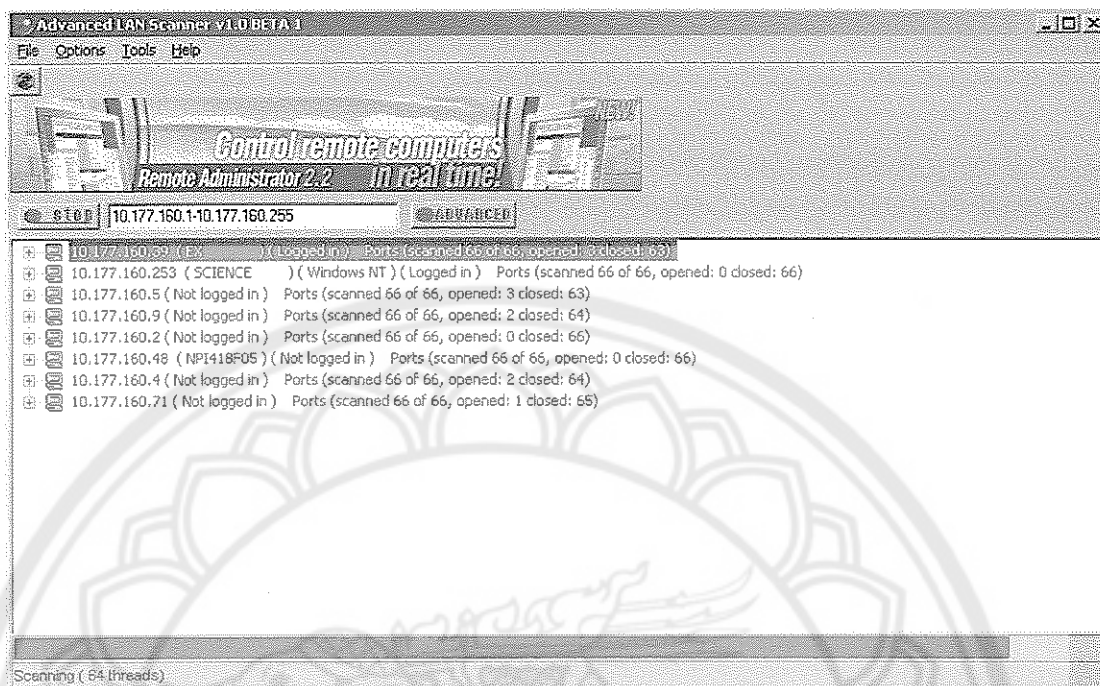 Advanced LAN Scanner v1.0 BETA 1
File Options Tools Help
NEW!
Control remote computers
Remote Administrator 2.2 in real time!
STOP 10.177.160.1-10.177.160.255 ADVANCED
10.177.160.39 ( EX ) ( Logged in ) Ports (scanned 66 of 66, opened: 3 closed: 63)
10.177.160.253 ( SCIENCE ) ( Windows NT ) ( Logged in ) Ports (scanned 66 of 66, opened: 0 closed: 66)
10.177.160.5 ( Not logged in ) Ports (scanned 66 of 66, opened: 3 closed: 63)
10.177.160.9 ( Not logged in ) Ports (scanned 66 of 66, opened: 2 closed: 64)
10.177.160.2 ( Not logged in ) Ports (scanned 66 of 66, opened: 0 closed: 66)
10.177.160.48 ( NPI418F05 ) ( Not logged in ) Ports (scanned 66 of 66, opened: 0 closed: 66)
10.177.160.4 ( Not logged in ) Ports (scanned 66 of 66, opened: 2 closed: 64)
10.177.160.71 ( Not logged in ) Ports (scanned 66 of 66, opened: 1 closed: 65)
Scanning ( 64 threads)